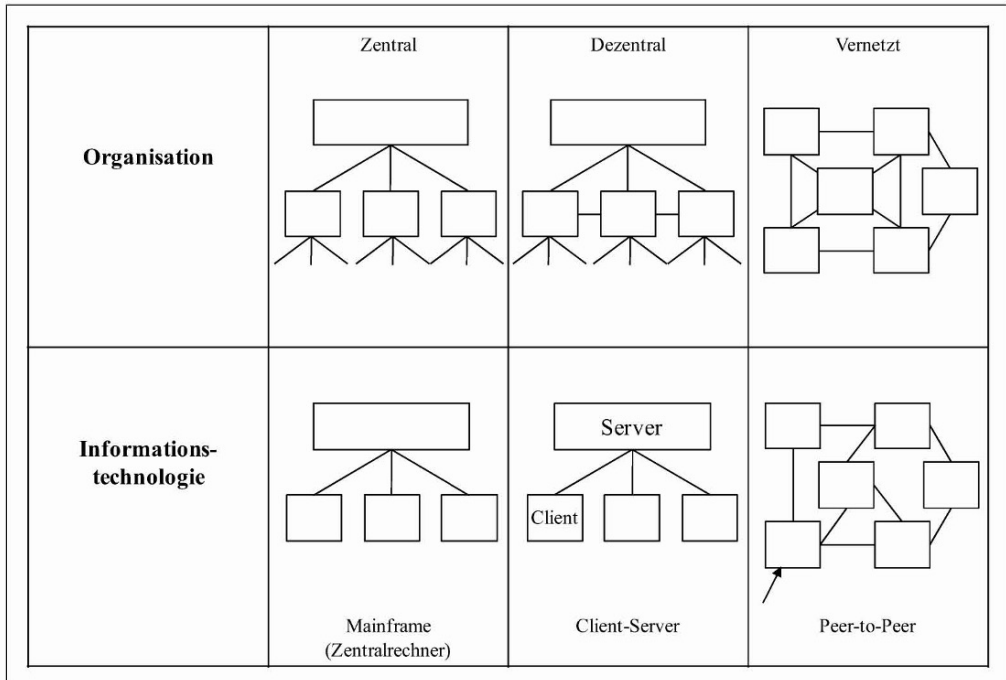 Zentral
Dezentral
Vernetzt
Organisation
Informations-
technologie
Server
Client
Mainframe
(Zentralrechner)
Client-Server
Peer-to-Peer